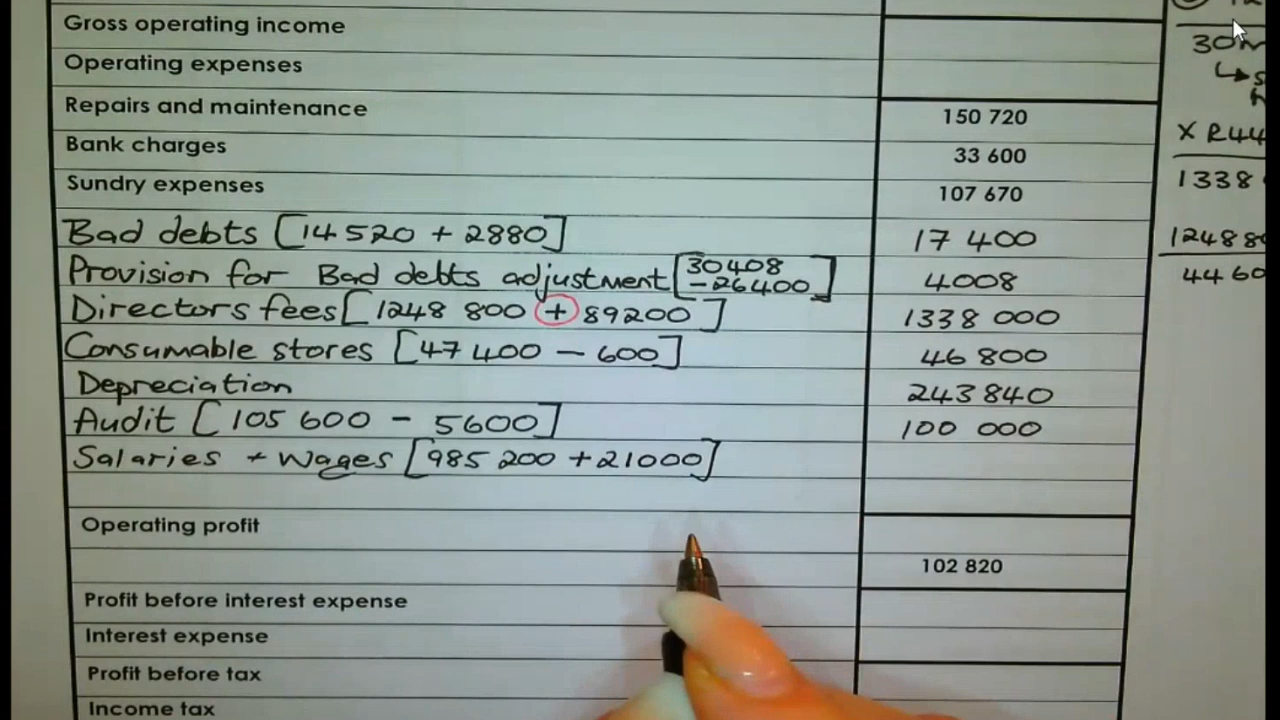 Gross operating income
Operating expenses
Repairs and maintenance 150 720
Bank charges 33 600
Sundry expenses 107 670
Bad debts [14 520 + 2880] 17 400
Provision for Bad debts adjustment [30408 - 26400] 4008
Directors fees [1248 800 + 89200] 1338 000
Consumable stores [47 400 - 600] 46 800
Depreciation 243 840
Audit [105 600 - 5600] 100 000
Salaries + Wages [985 200 + 21000]
Operating profit
102 820
Profit before interest expense
Interest expense
Profit before tax
Income tax
X R44
1338
12488
4460